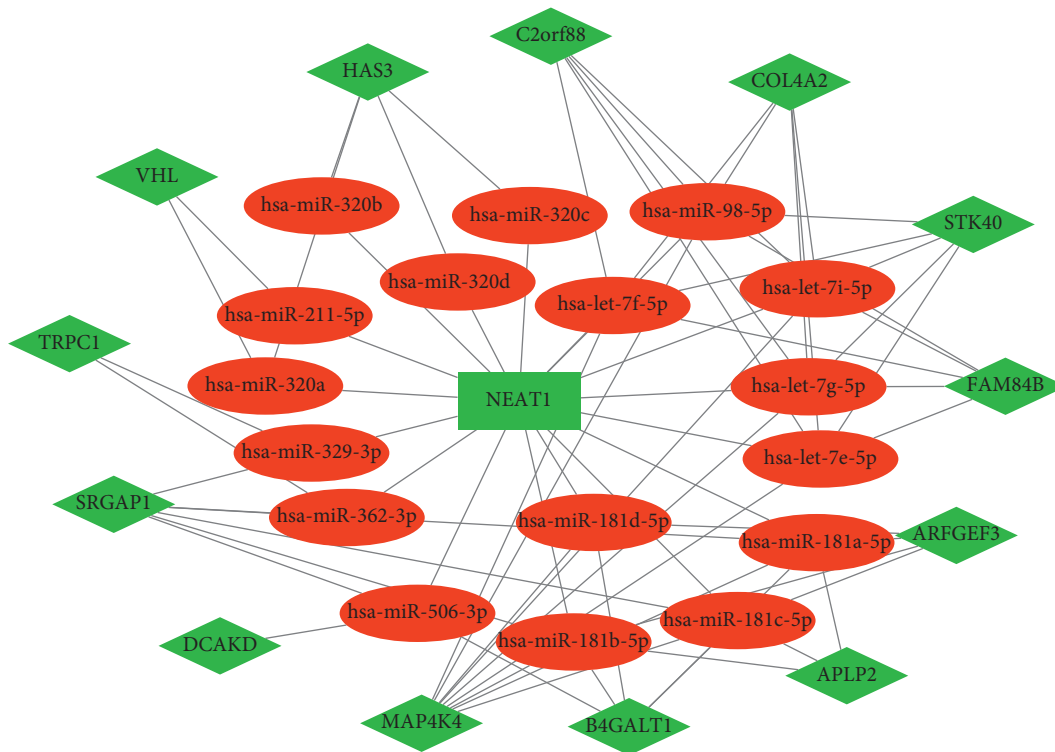 C2orf88
HAS3
COL4A2
VHL
hsa-miR-320b
hsa-miR-320c
hsa-miR-98-5p
STK40
hsa-miR-320d
hsa-let-7f-5p
hsa-let-7i-5p
hsa-miR-211-5p
TRPC1
hsa-miR-320a
NEAT1
hsa-let-7g-5p
FAM84B
hsa-miR-329-3p
hsa-let-7e-5p
SRGAP1
hsa-miR-362-3p
hsa-miR-181d-5p
hsa-miR-181a-5p
ARFGEF3
hsa-miR-506-3p
hsa-miR-181c-5p
DCAKD
hsa-miR-181b-5p
APLP2
MAP4K4
B4GALT1